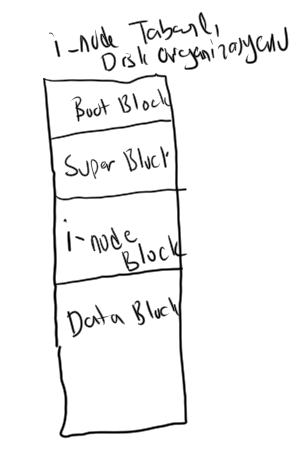 i-node Tabanlı
Disk organizasyonu
Boot Block
Super Block
i-node
Block
Data Block